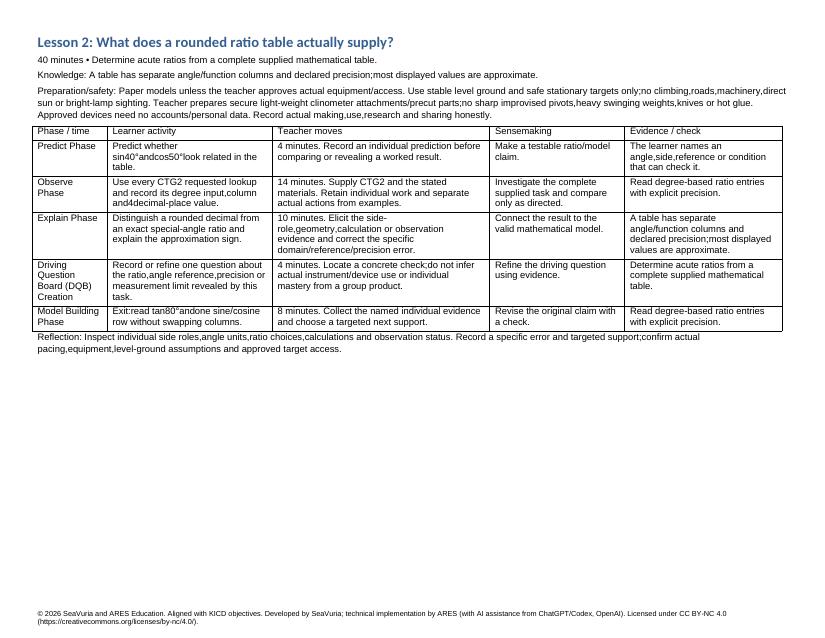 Lesson 2: What does a rounded ratio table actually supply?
40 minutes • Determine acute ratios from a complete supplied mathematical table.
Knowledge: A table has separate angle/function columns and declared precision;most displayed values are approximate.
Preparation/safety: Paper models unless the teacher approves actual equipment/access. Use stable level ground and safe stationary targets only;no climbing,roads,machinery,direct
sun or bright-lamp sighting. Teacher prepares secure light-weight clinometer attachments/precut parts;no sharp improvised pivots,heavy swinging weights,knives or hot glue.
Approved devices need no accounts/personal data. Record actual making,use,research and sharing honestly.
Phase / time
Learner activity
Teacher moves
Sensemaking
Evidence / check
Predict Phase
Predict whether
sin40°andcos50°look related in the
table.
4 minutes. Record an individual prediction before
comparing or revealing a worked result.
Make a testable ratio/model
claim.
The learner names an
angle,side,reference or condition
that can check it.
Observe
Phase
Use every CTG2 requested lookup
and record its degree input,column
and4decimal-place value.
14 minutes. Supply CTG2 and the stated
materials. Retain individual work and separate
actual actions from examples.
Investigate the complete
supplied task and compare
only as directed.
Read degree-based ratio entries
with explicit precision.
Explain Phase
Distinguish a rounded decimal from
an exact special-angle ratio and
explain the approximation sign.
10 minutes. Elicit the side-
role,geometry,calculation or observation
evidence and correct the specific
domain/reference/precision error.
Connect the result to the
valid mathematical model.
A table has separate
angle/function columns and
declared precision;most displayed
values are approximate.
Driving
Question
Board (DQB)
Creation
Record or refine one question about
the ratio,angle reference,precision or
measurement limit revealed by this
task.
4 minutes. Locate a concrete check;do not infer
actual instrument/device use or individual
mastery from a group product.
Refine the driving question
using evidence.
Determine acute ratios from a
complete supplied mathematical
table.
Model Building
Phase
Exit:read tan80°andone sine/cosine
row without swapping columns.
8 minutes. Collect the named individual evidence
and choose a targeted next support.
Revise the original claim with
a check.
Read degree-based ratio entries
with explicit precision.
Reflection: Inspect individual side roles,angle units,ratio choices,calculations and observation status. Record a specific error and targeted support;confirm actual
pacing,equipment,level-ground assumptions and approved target access.
© 2026 SeaVuria and ARES Education. Aligned with KICD objectives. Developed by SeaVuria; technical implementation by ARES (with AI assistance from ChatGPT/Codex, OpenAI). Licensed under CC BY-NC 4.0
(https://creativecommons.org/licenses/by-nc/4.0/).